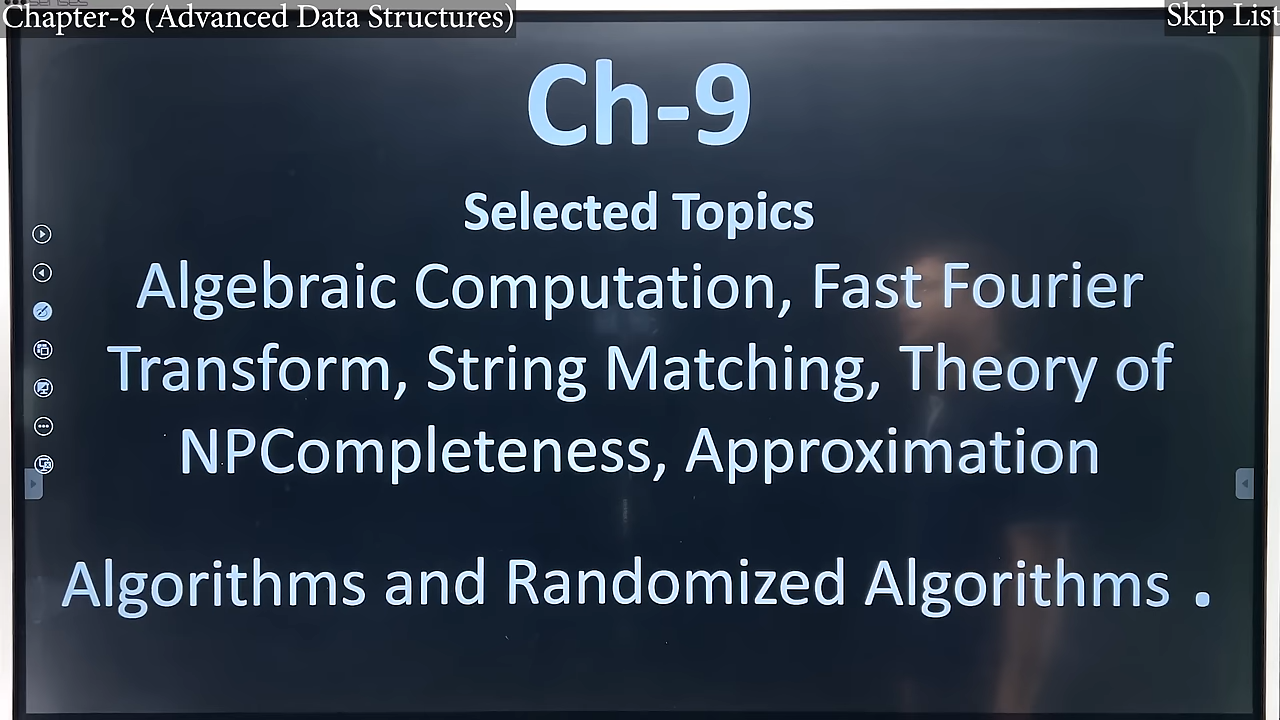 Chapter-8 (Advanced Data Structures)
Skip List
Ch-9
Selected Topics
Algebraic Computation, Fast Fourier
Transform, String Matching, Theory of
NPCompleteness, Approximation
Algorithms and Randomized Algorithms .